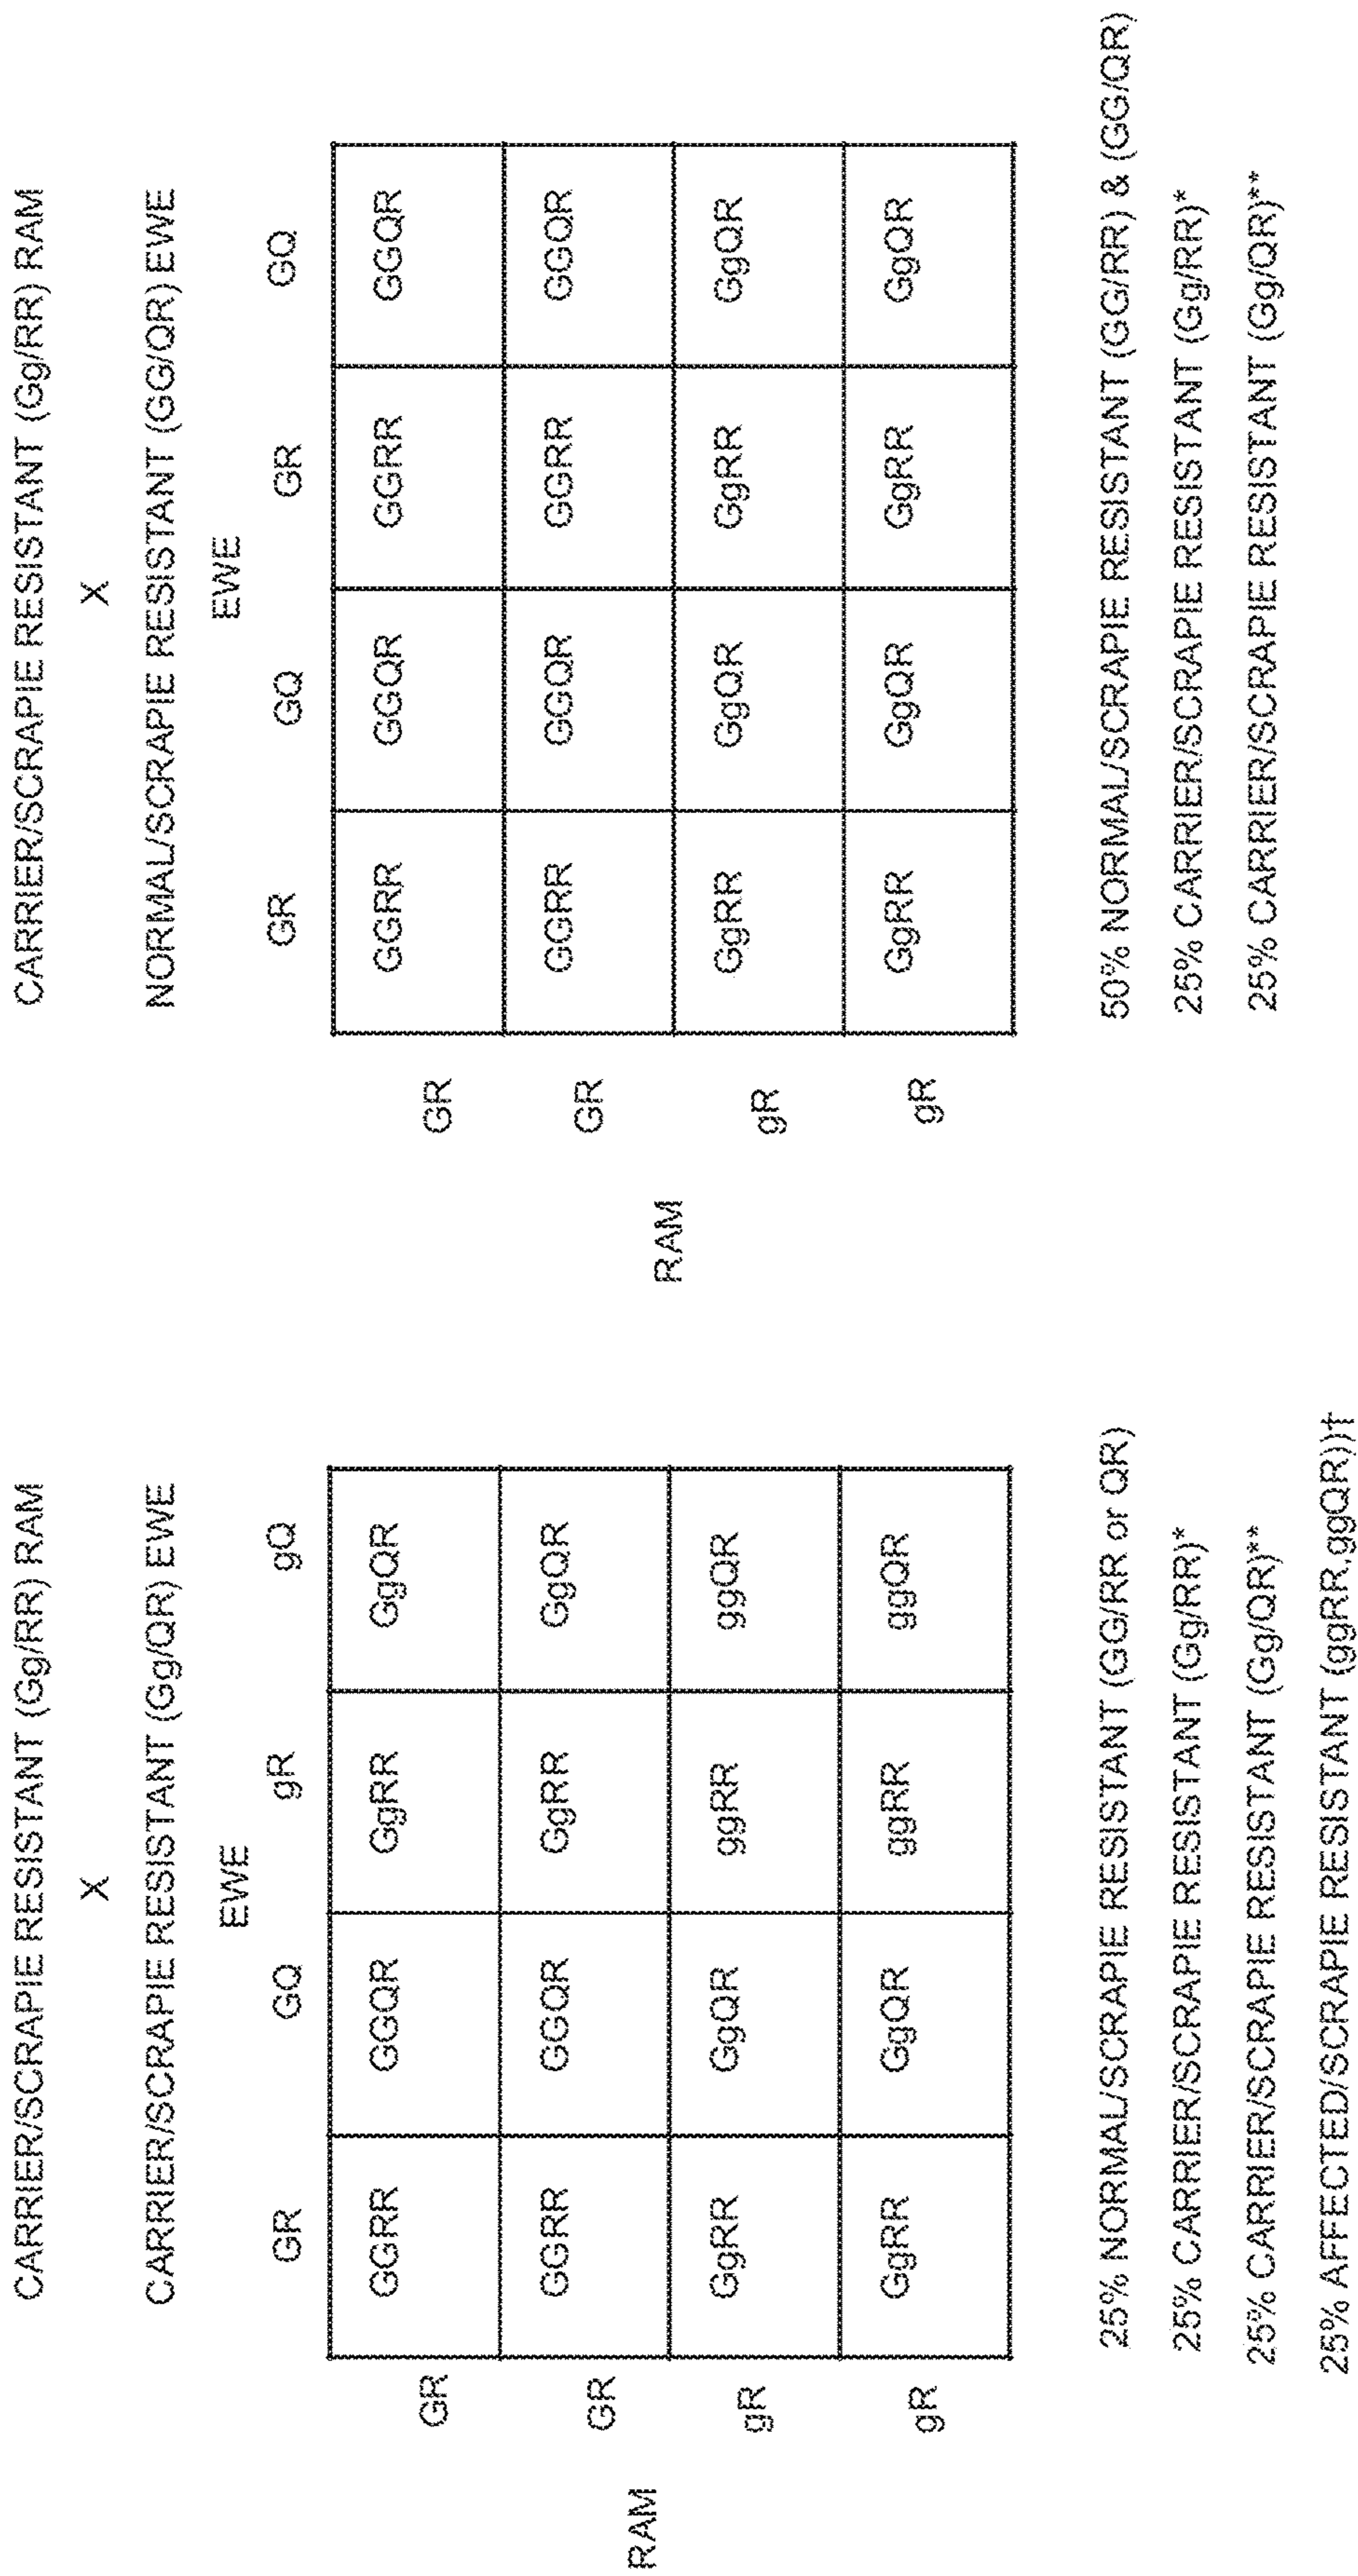 CARRIER/SCRAPIE RESISTANT (Gg/RR) RAM
X
CARRIER/SCRAPIE RESISTANT (Gg/QR) EWE
EWE
GR GQ gR gQ
GR GGRR GGQR GgRR GgQR
GR GGRR GGQR GgRR GgQR
RAM
gR GgRR GgQR ggRR ggQR
gR GgRR GgQR ggRR ggQR
25% NORMAL/SCRAPIE RESISTANT (GG/RR or QR)
25% CARRIER/SCRAPIE RESISTANT (Gg/RR)*
25% CARRIER/SCRAPIE RESISTANT (Gg/QR)**
25% AFFECTED/SCRAPIE RESISTANT (ggRR,ggQR))†
CARRIER/SCRAPIE RESISTANT (Gg/RR) RAM
X
NORMAL/SCRAPIE RESISTANT (GG/QR) EWE
EWE
GR GQ GR GQ
GR GGRR GGQR GGRR GGQR
GR GGRR GGQR GGRR GGQR
RAM
gR GgRR GgQR GgRR GgQR
gR GgRR GgQR GgRR GgQR
50% NORMAL/SCRAPIE RESISTANT (GG/RR) & (GG/QR)
25% CARRIER/SCRAPIE RESISTANT (Gg/RR)*
25% CARRIER/SCRAPIE RESISTANT (Gg/QR)**